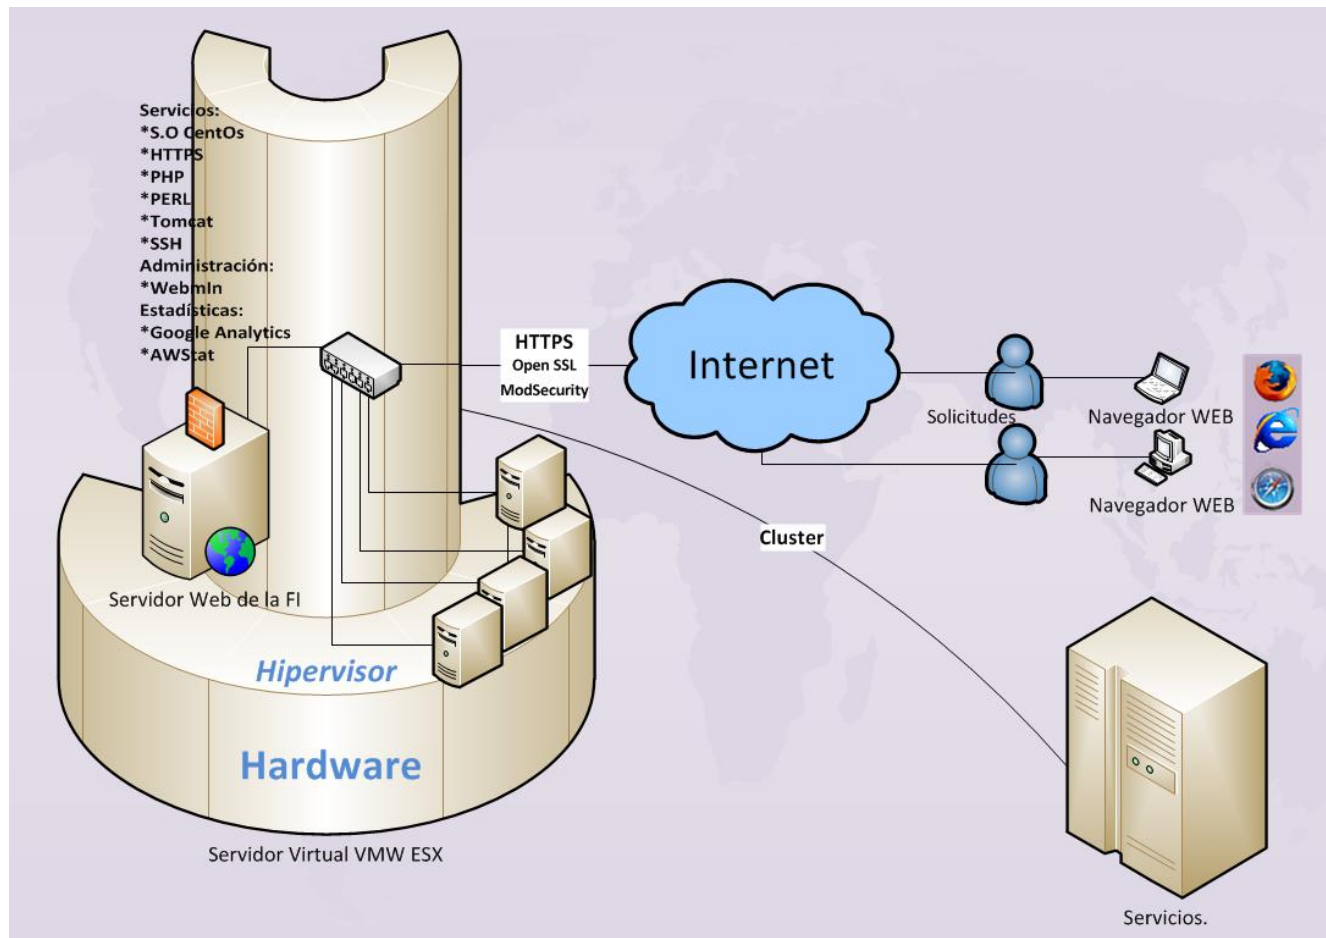 Servicios:
*S.O CentOs
*HTTPS
*PHP
*PERL
*Tomcat
*SSH
Administración:
*WebmIn
Estadísticas:
*Google Analytics
*AWStat
HTTPS
Open SSL
ModSecurity
Internet
Solicitudes
Navegador WEB
Navegador WEB
Cluster
Servidor Web de la FI
Hipervisor
Hardware
Servidor Virtual VMW ESX
Servicios.